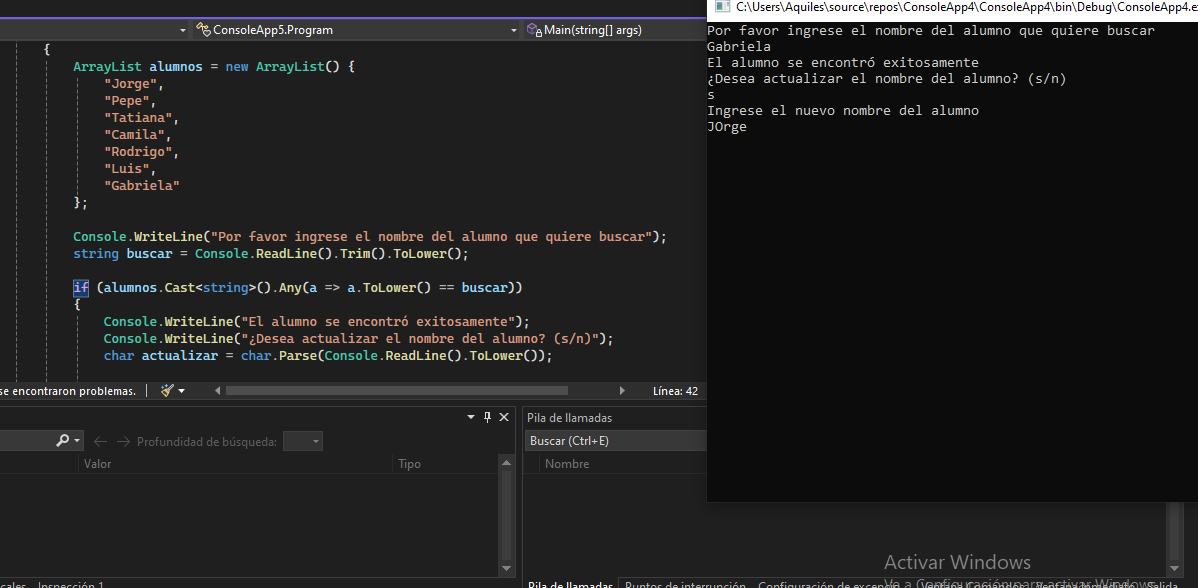 C:\Users\Aquiles\source\repos\ConsoleApp4\ConsoleApp4\bin\Debug\ConsoleApp4.e
ConsoleApp5.Program
Main(string[] args)
{
ArrayList alumnos = new ArrayList() {
"Jorge",
"Pepe",
"Tatiana",
"Camila",
"Rodrigo",
"Luis",
"Gabriela"
};
Console.WriteLine("Por favor ingrese el nombre del alumno que quiere buscar");
string buscar = Console.ReadLine().Trim().ToLower();
if (alumnos.Cast<string>().Any(a => a.ToLower() == buscar))
{
Console.WriteLine("El alumno se encontró exitosamente");
Console.WriteLine("¿Desea actualizar el nombre del alumno? (s/n)");
char actualizar = char.Parse(Console.ReadLine().ToLower());
se encontraron problemas.
Línea: 42
Por favor ingrese el nombre del alumno que quiere buscar
Gabriela
El alumno se encontró exitosamente
¿Desea actualizar el nombre del alumno? (s/n)
s
Ingrese el nuevo nombre del alumno
JOrge
Profundidad de búsqueda:
Valor
Tipo
Pila de llamadas
Buscar (Ctrl+E)
Nombre
Activar Windows
Ve a Configuración para activar Windows.
cales
Inspección 1
Pila de llamadas
Puntos de interrupción
Configuración de excep
Ventana Comandos
Ventana Inmediato
Salida